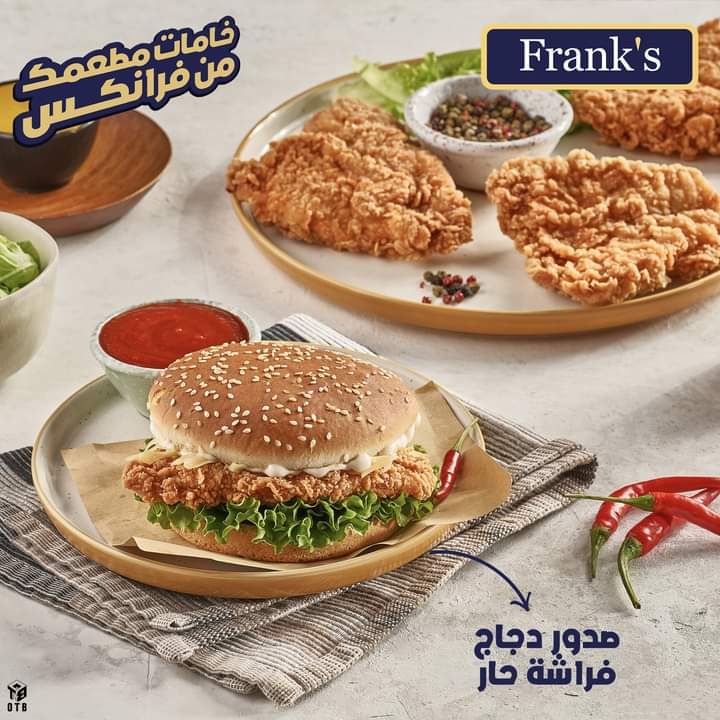 خامات مطعمك
من فرانكس
Frank's
صدور دجاج
فراشة حار
OTB